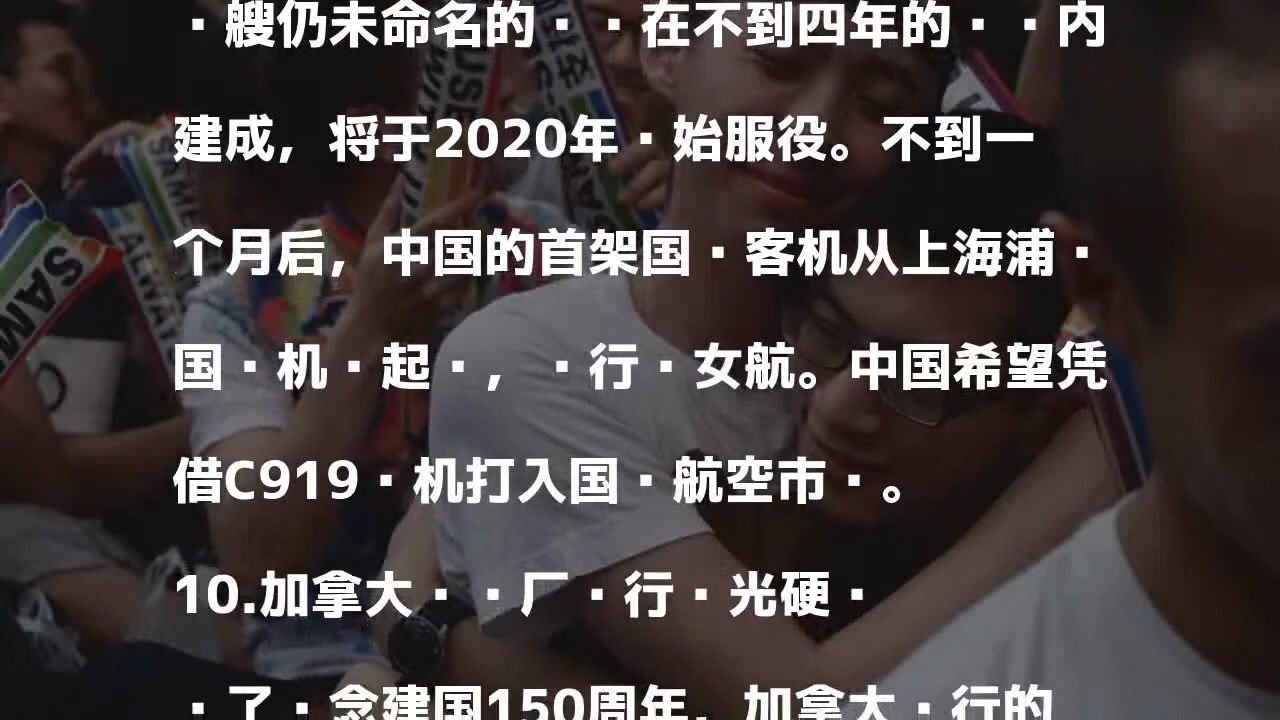 ·艘仍未命名的··在不到四年的··内
建成，将于2020年·始服役。不到一
个月后，中国的首架国·客机从上海浦·
国·机·起·，·行·女航。中国希望凭
借C919·机打入国·航空市·。
10.加拿大··厂·行·光硬·
·了·念建国150周年，加拿大·行的
SAME
ALWAY
SAME
SAME